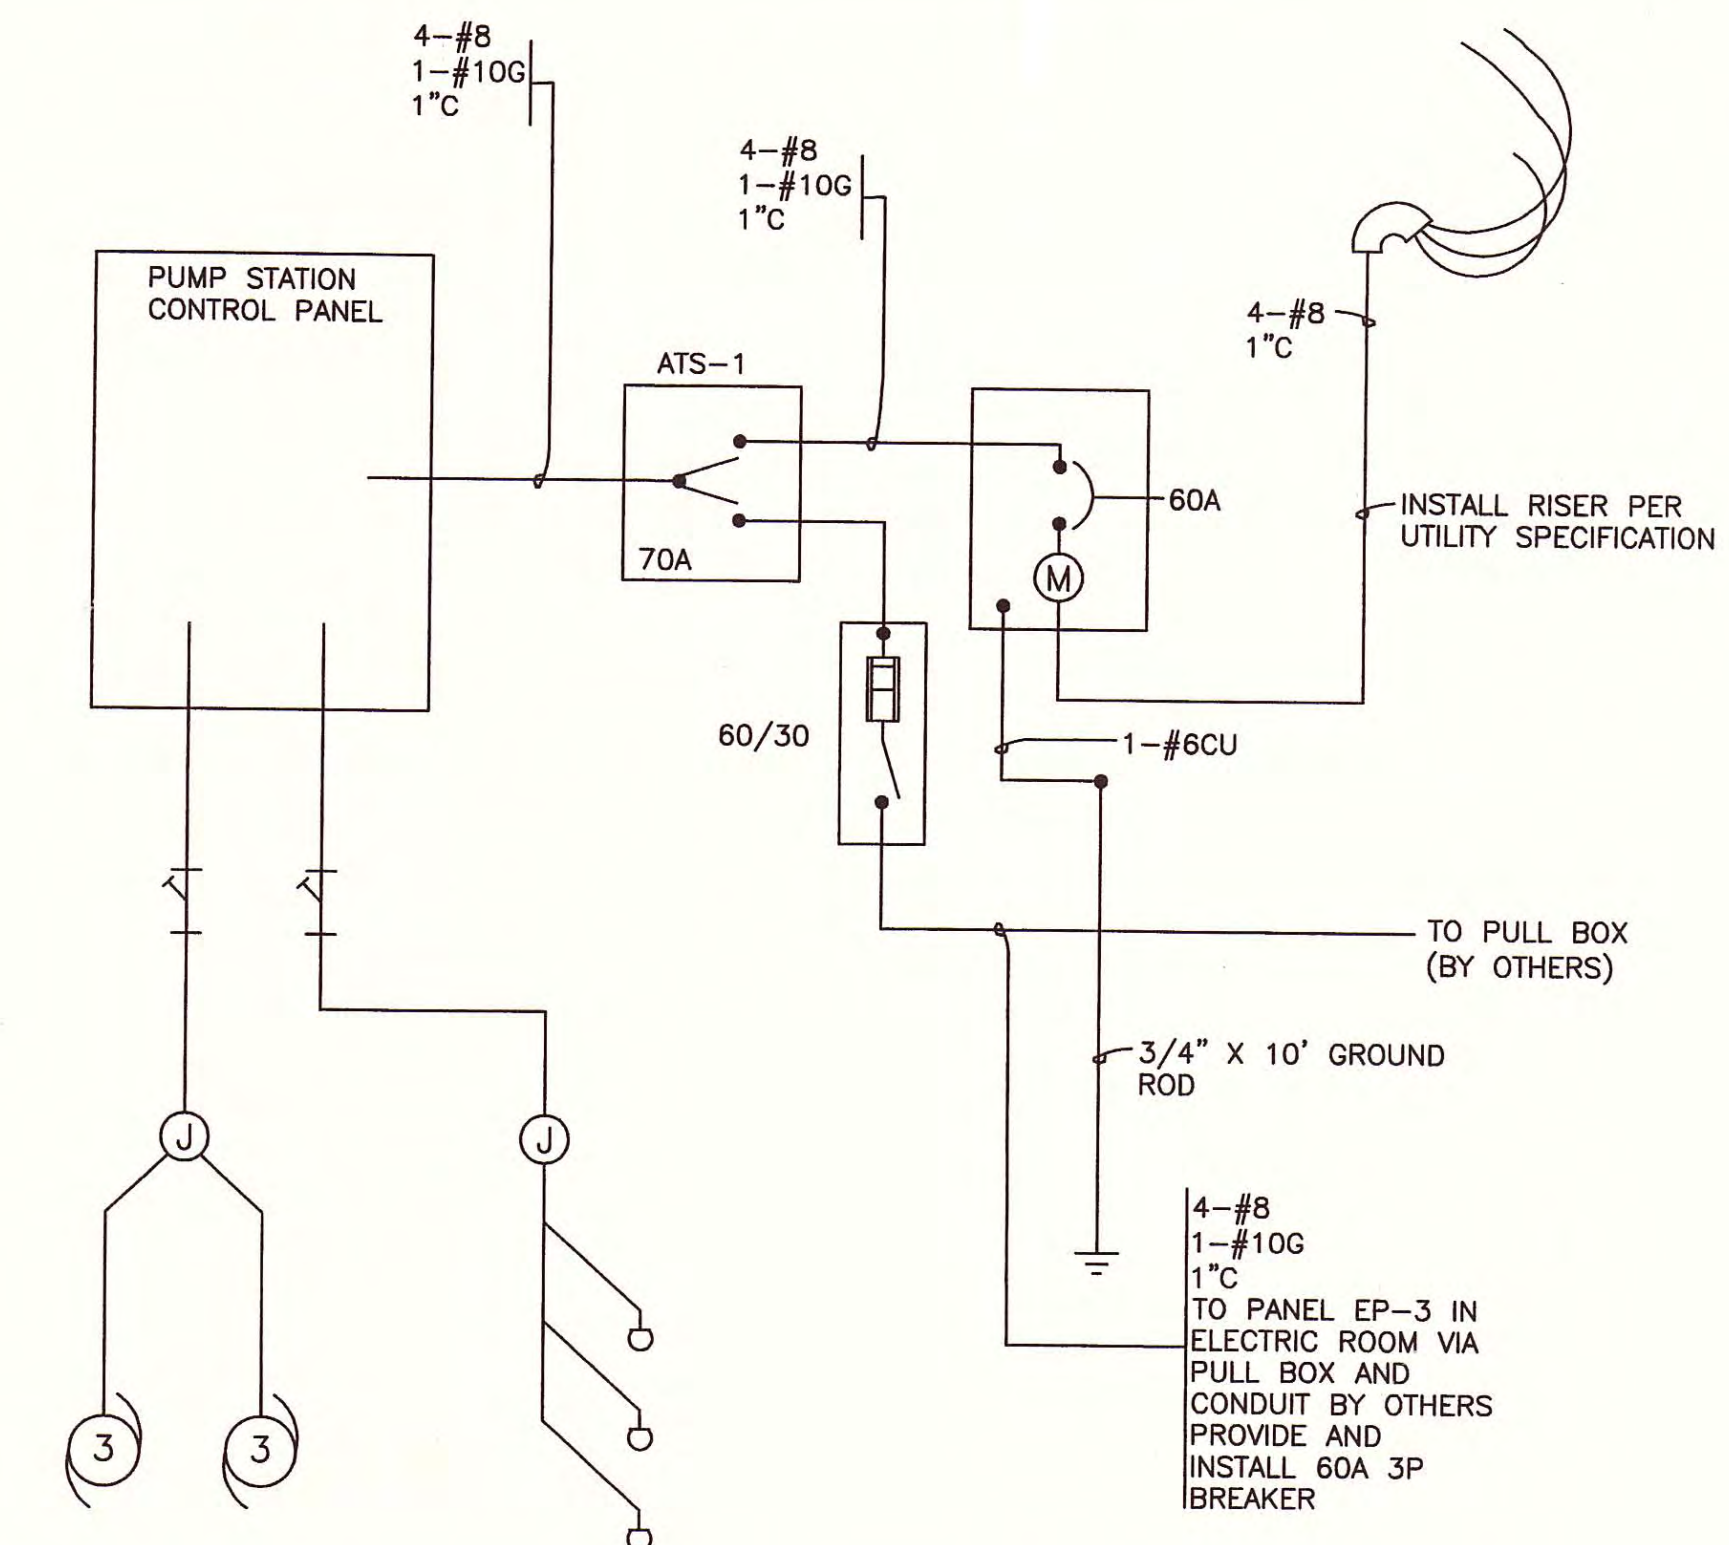 4-#8
1-#10G
1"C
4-#8
1-#10G
1"C
PUMP STATION
CONTROL PANEL
4-#8
1"C
ATS-1
60A
INSTALL RISER PER
UTILITY SPECIFICATION
70A
M
60/30
1-#6CU
TO PULL BOX
(BY OTHERS)
3/4" X 10' GROUND
ROD
J
J
4-#8
1-#10G
1"C
TO PANEL EP-3 IN
ELECTRIC ROOM VIA
PULL BOX AND
CONDUIT BY OTHERS
PROVIDE AND
INSTALL 60A 3P
BREAKER
3
3